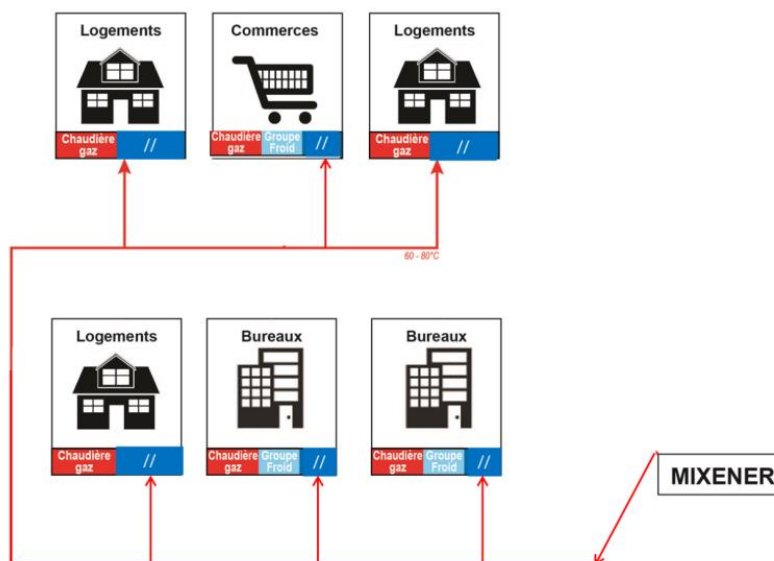 Logements
Chaudière
gaz
//
Commerces
Chaudière
gaz
Groupe
Froid
//
Logements
Chaudière
gaz
//
60 - 80°C
Logements
Chaudière
gaz
//
Bureaux
Chaudière
gaz
Groupe
Froid
//
Bureaux
Chaudière
gaz
Groupe
Froid
//
MIXENER